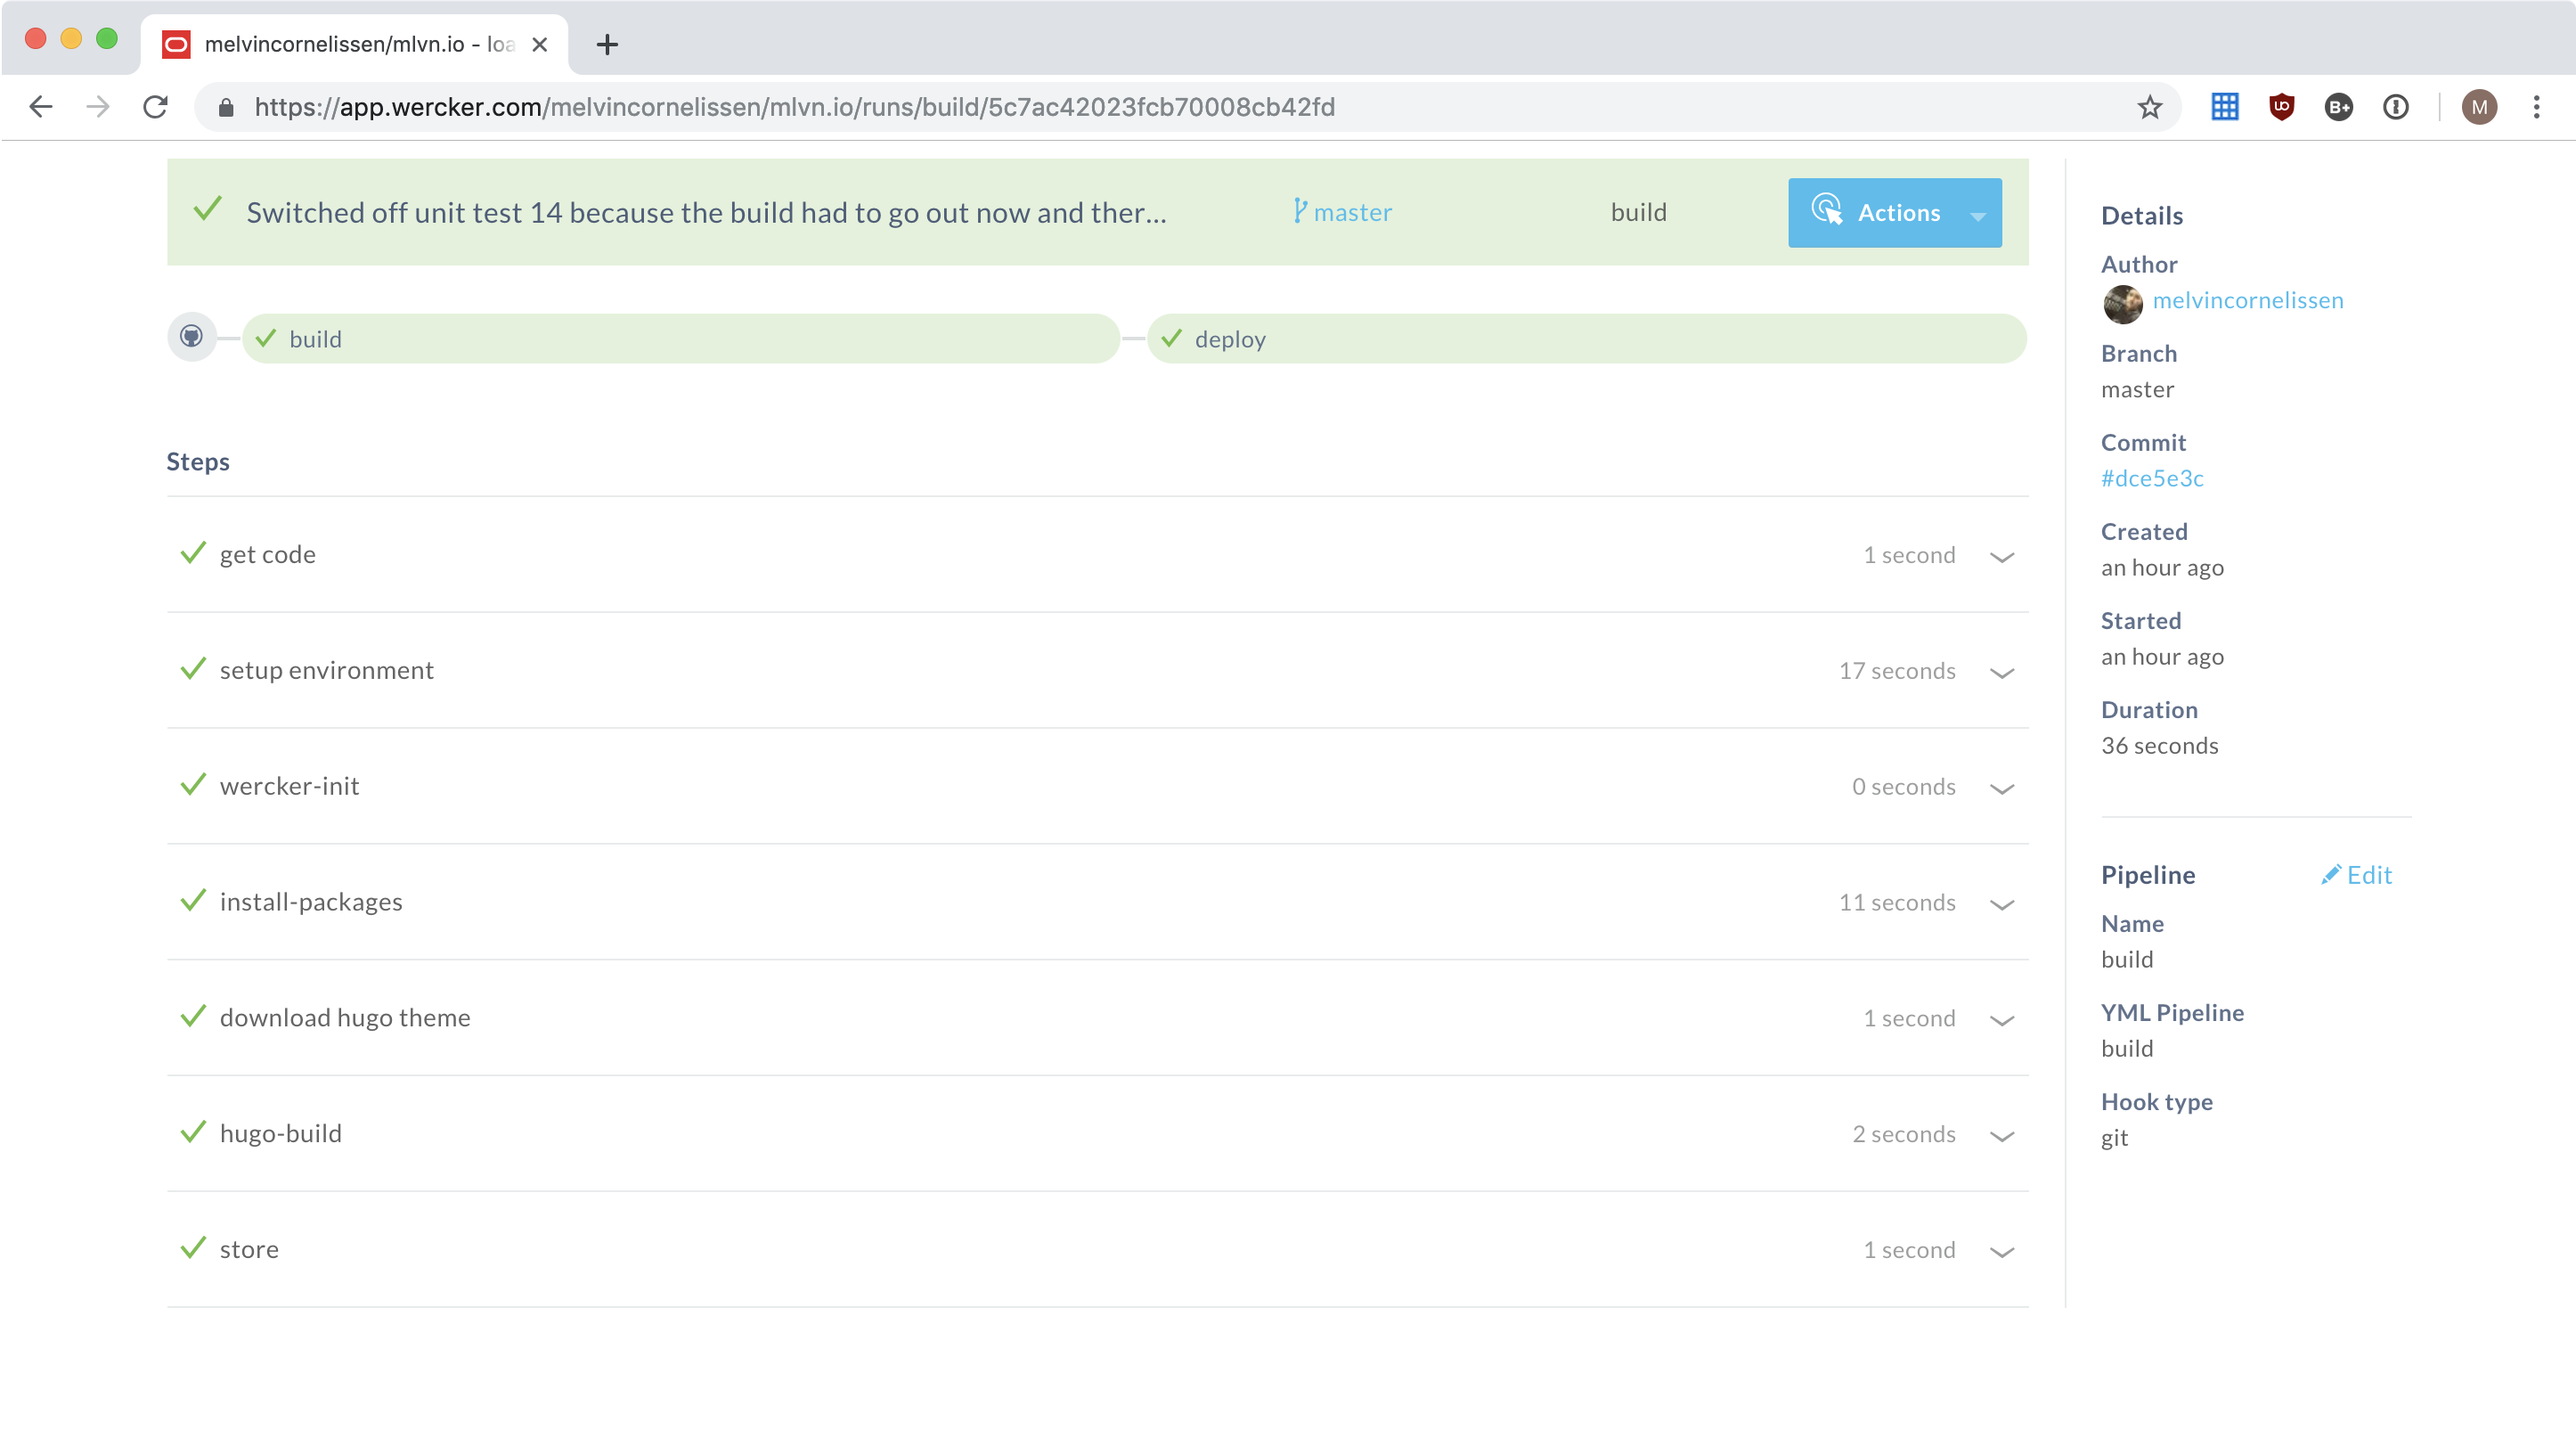 melvincornelissen/mlvn.io - loa
https://app.wercker.com/melvincornelissen/mlvn.io/runs/build/5c7ac42023fcb70008cb42fd
UO
B+
M
Switched off unit test 14 because the build had to go out now and ther...
master
build
Actions
build
deploy
Steps
get code
1 second
setup environment
17 seconds
wercker-init
0 seconds
install-packages
11 seconds
download hugo theme
1 second
hugo-build
2 seconds
store
1 second
Details
Author
melvincornelissen
Branch
master
Commit
#dce5e3c
Created
an hour ago
Started
an hour ago
Duration
36 seconds
Pipeline
Edit
Name
build
YML Pipeline
build
Hook type
git